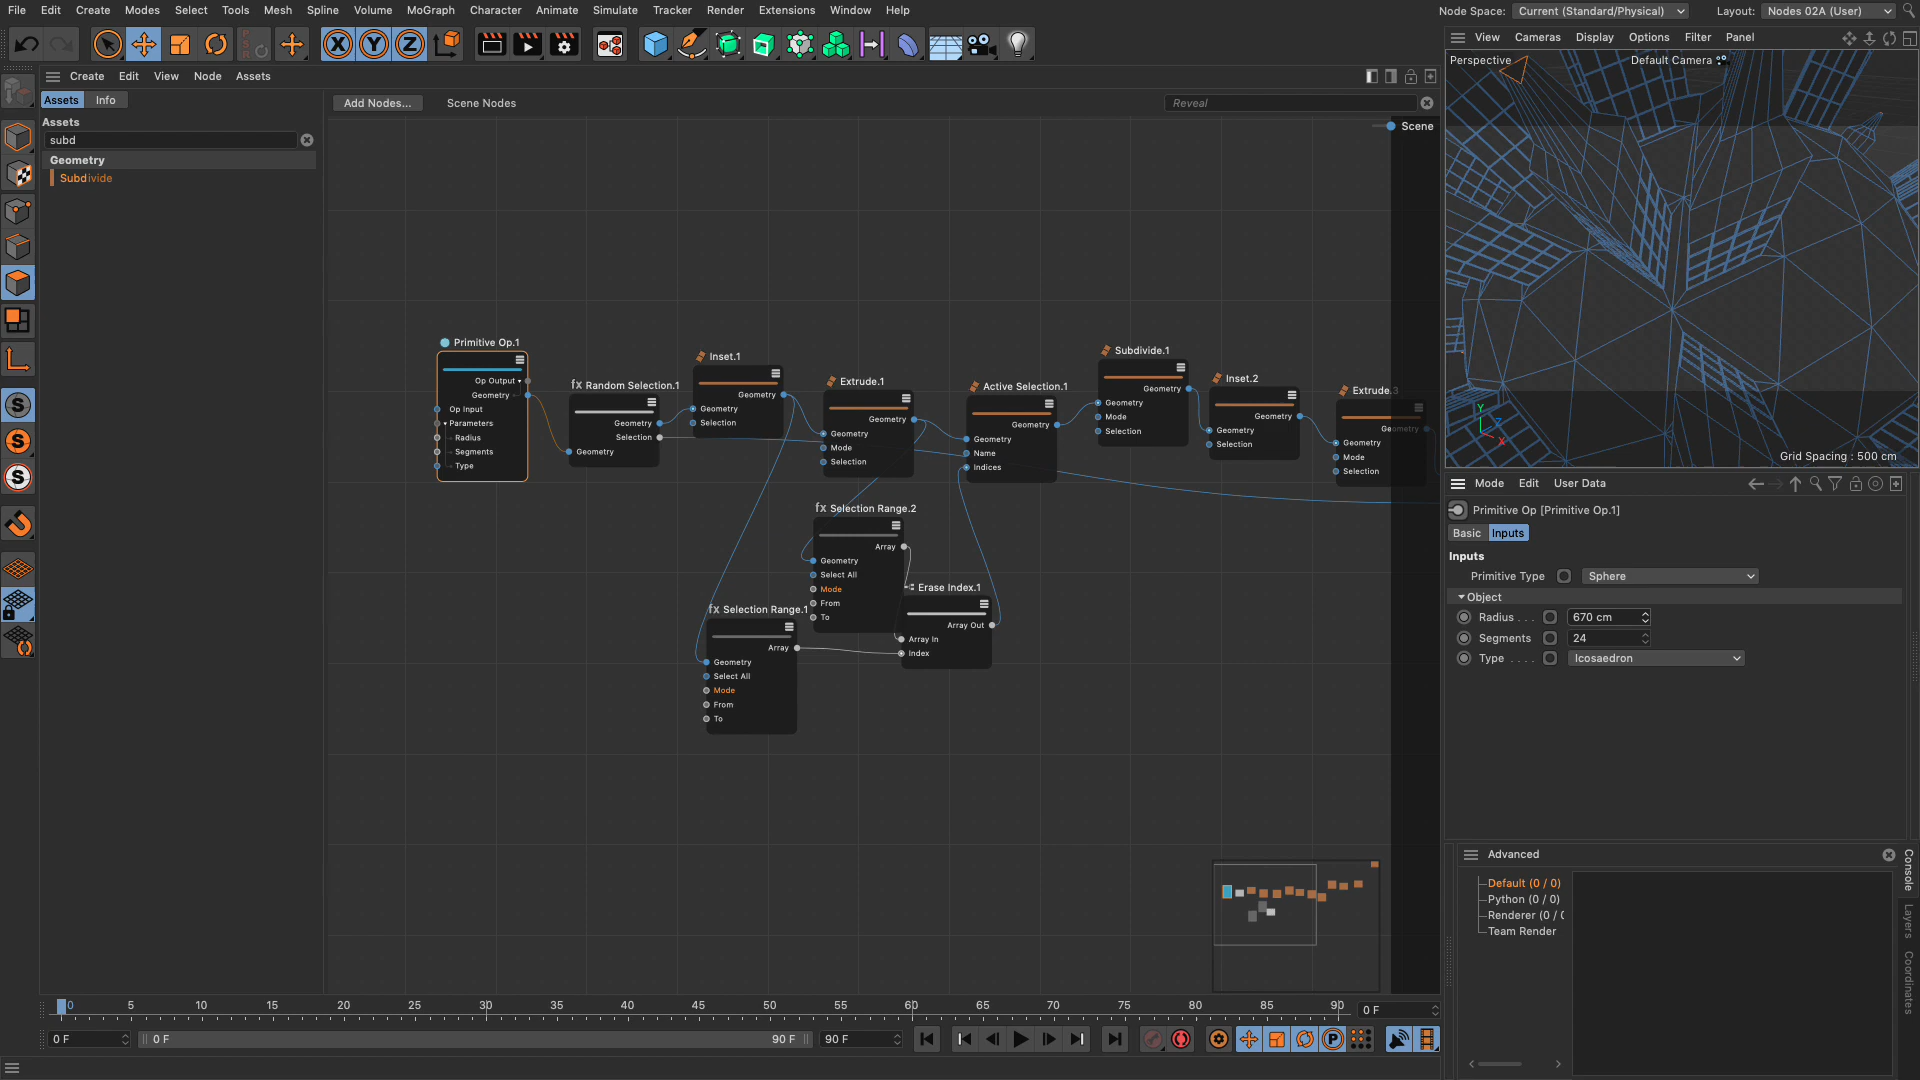 File Edit Create Modes Select Tools Mesh Spline Volume MoGraph Character Animate Simulate Tracker Render Extensions Window Help
Node Space: Current (Standard/Physical) Layout: Nodes 02A (User)
View Cameras Display Options Filter Panel
Perspective Default Camera
Create Edit View Node Assets
Assets Info
Assets
subd
Geometry
Subdivide
Add Nodes... Scene Nodes Reveal
Scene
Primitive Op.1
Op Output
Geometry
Op Input
Parameters
Radius
Segments
Type
fx Random Selection.1
Geometry
Selection
Geometry
Inset.1
Geometry
Geometry
Selection
Extrude.1
Geometry
Geometry
Mode
Selection
Active Selection.1
Geometry
Geometry
Name
Indices
Subdivide.1
Geometry
Geometry
Mode
Selection
Inset.2
Geometry
Geometry
Selection
Extrude.3
Geometry
Mode
Selection
fx Selection Range.2
Array
Geometry
Select All
Mode
From
To
Erase Index.1
Array Out
Array In
Index
fx Selection Range.1
Array
Geometry
Select All
Mode
From
To
Y
Z
X
Grid Spacing : 500 cm
Mode Edit User Data
Primitive Op [Primitive Op.1]
Basic Inputs
Inputs
Primitive Type Sphere
Object
Radius . . . 670 cm
Segments 24
Type . . . . Icosaedron
Advanced
Default (0 / 0)
Python (0 / 0)
Renderer (0 / 
Team Render
Console
Layers
Coordinates
0 5 10 15 20 25 30 35 40 45 50 55 60 65 70 75 80 85 90
0 F
0 F 0 F 90 F 90 F